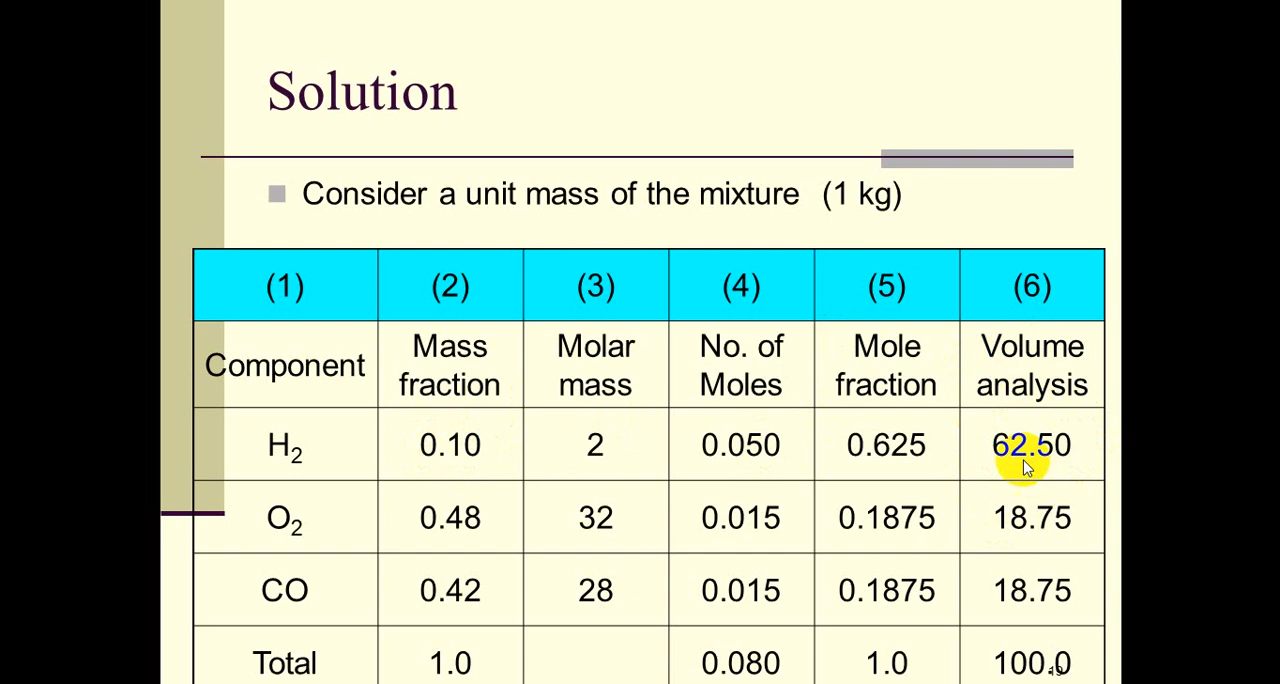 Solution
Consider a unit mass of the mixture (1 kg)
(1) (2) (3) (4) (5) (6)
Component Mass fraction Molar mass No. of Moles Mole fraction Volume analysis
H₂ 0.10 2 0.050 0.625 62.50
O₂ 0.48 32 0.015 0.1875 18.75
CO 0.42 28 0.015 0.1875 18.75
Total 1.0 0.080 1.0 100.0
19